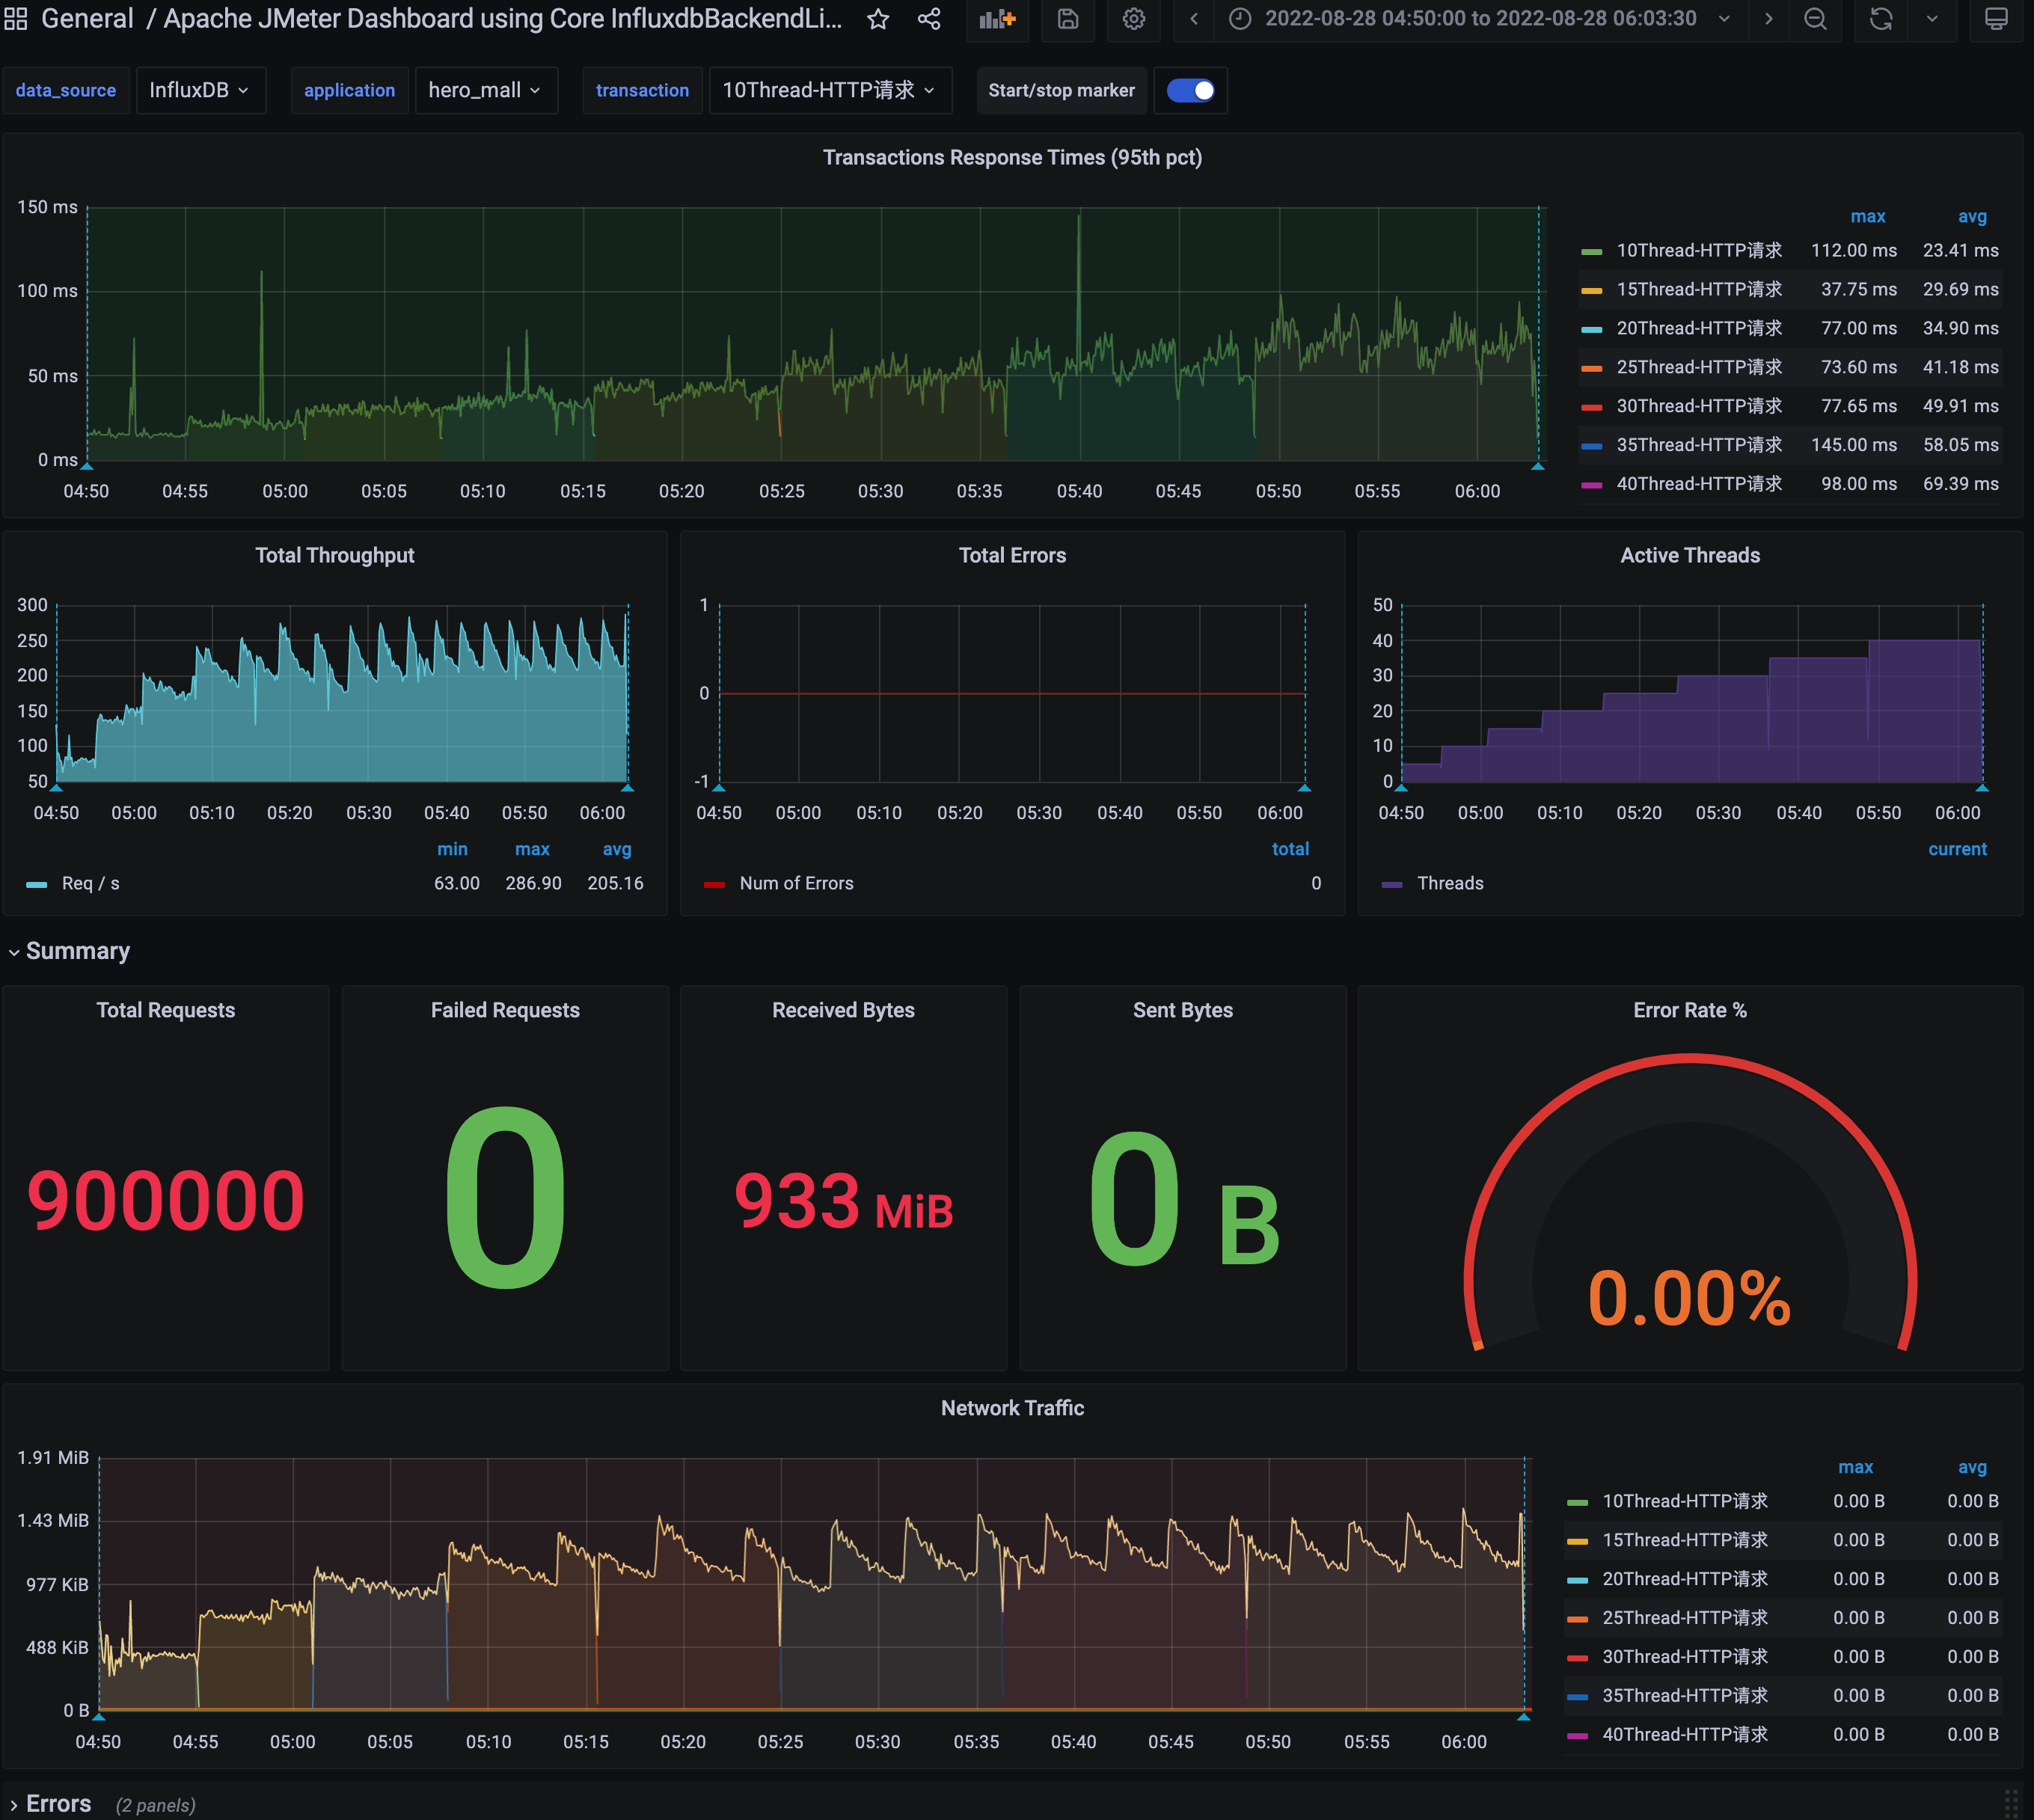 General / Apache JMeter Dashboard using Core InfluxdbBackendLi... 2022-08-28 04:50:00 to 2022-08-28 06:03:30
data_source InfluxDB application hero_mall transaction 10Thread-HTTP请求 Start/stop marker
Transactions Response Times (95th pct)
150 ms
100 ms
50 ms
0 ms
04:50 04:55 05:00 05:05 05:10 05:15 05:20 05:25 05:30 05:35 05:40 05:45 05:50 05:55 06:00
max avg
10Thread-HTTP请求 112.00 ms 23.41 ms
15Thread-HTTP请求 37.75 ms 29.69 ms
20Thread-HTTP请求 77.00 ms 34.90 ms
25Thread-HTTP请求 73.60 ms 41.18 ms
30Thread-HTTP请求 77.65 ms 49.91 ms
35Thread-HTTP请求 145.00 ms 58.05 ms
40Thread-HTTP请求 98.00 ms 69.39 ms
Total Throughput
300
250
200
150
100
50
04:50 05:00 05:10 05:20 05:30 05:40 05:50 06:00
min max avg
Req / s 63.00 286.90 205.16
Total Errors
1
0
-1
04:50 05:00 05:10 05:20 05:30 05:40 05:50 06:00
total
Num of Errors 0
Active Threads
50
40
30
20
10
0
04:50 05:00 05:10 05:20 05:30 05:40 05:50 06:00
current
Threads
Summary
Total Requests
900000
Failed Requests
0
Received Bytes
933 MiB
Sent Bytes
0 B
Error Rate %
0.00%
Network Traffic
1.91 MiB
1.43 MiB
977 KiB
488 KiB
0 B
04:50 04:55 05:00 05:05 05:10 05:15 05:20 05:25 05:30 05:35 05:40 05:45 05:50 05:55 06:00
max avg
10Thread-HTTP请求 0.00 B 0.00 B
15Thread-HTTP请求 0.00 B 0.00 B
20Thread-HTTP请求 0.00 B 0.00 B
25Thread-HTTP请求 0.00 B 0.00 B
30Thread-HTTP请求 0.00 B 0.00 B
35Thread-HTTP请求 0.00 B 0.00 B
40Thread-HTTP请求 0.00 B 0.00 B
Errors (2 panels)